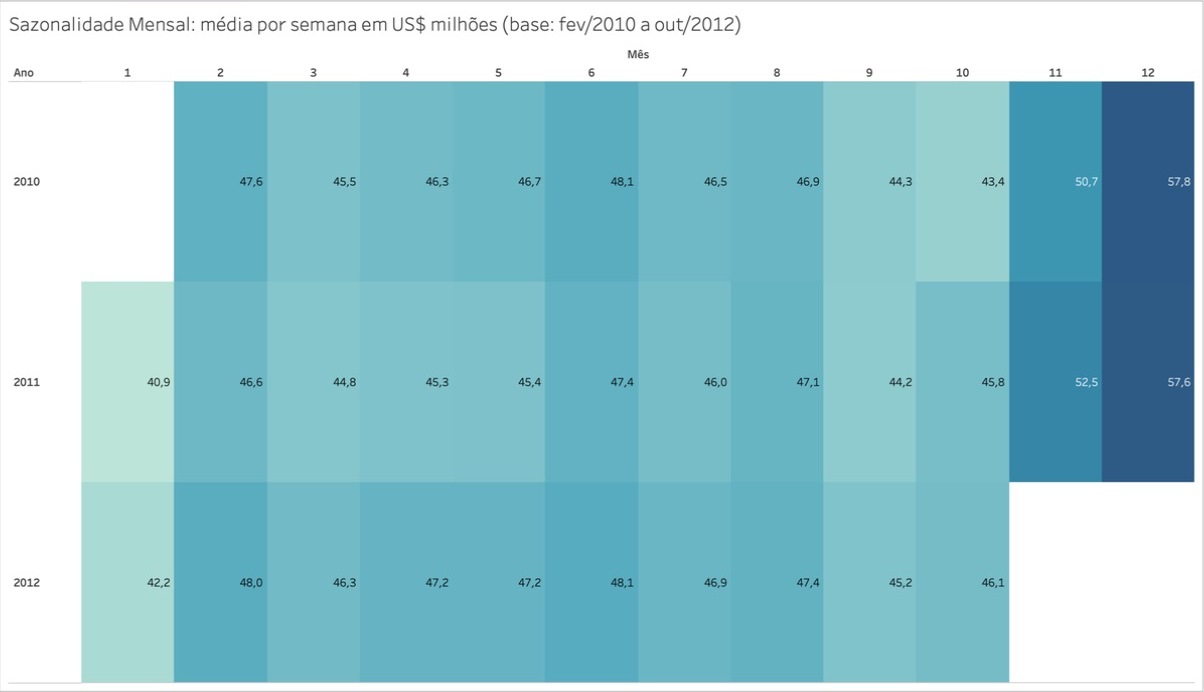 Sazonalidade Mensal: média por semana em US$ milhões (base: fev/2010 a out/2012)
Mês
Ano 1 2 3 4 5 6 7 8 9 10 11 12
2010 47,6 45,5 46,3 46,7 48,1 46,5 46,9 44,3 43,4 50,7 57,8
2011 40,9 46,6 44,8 45,3 45,4 47,4 46,0 47,1 44,2 45,8 52,5 57,6
2012 42,2 48,0 46,3 47,2 47,2 48,1 46,9 47,4 45,2 46,1